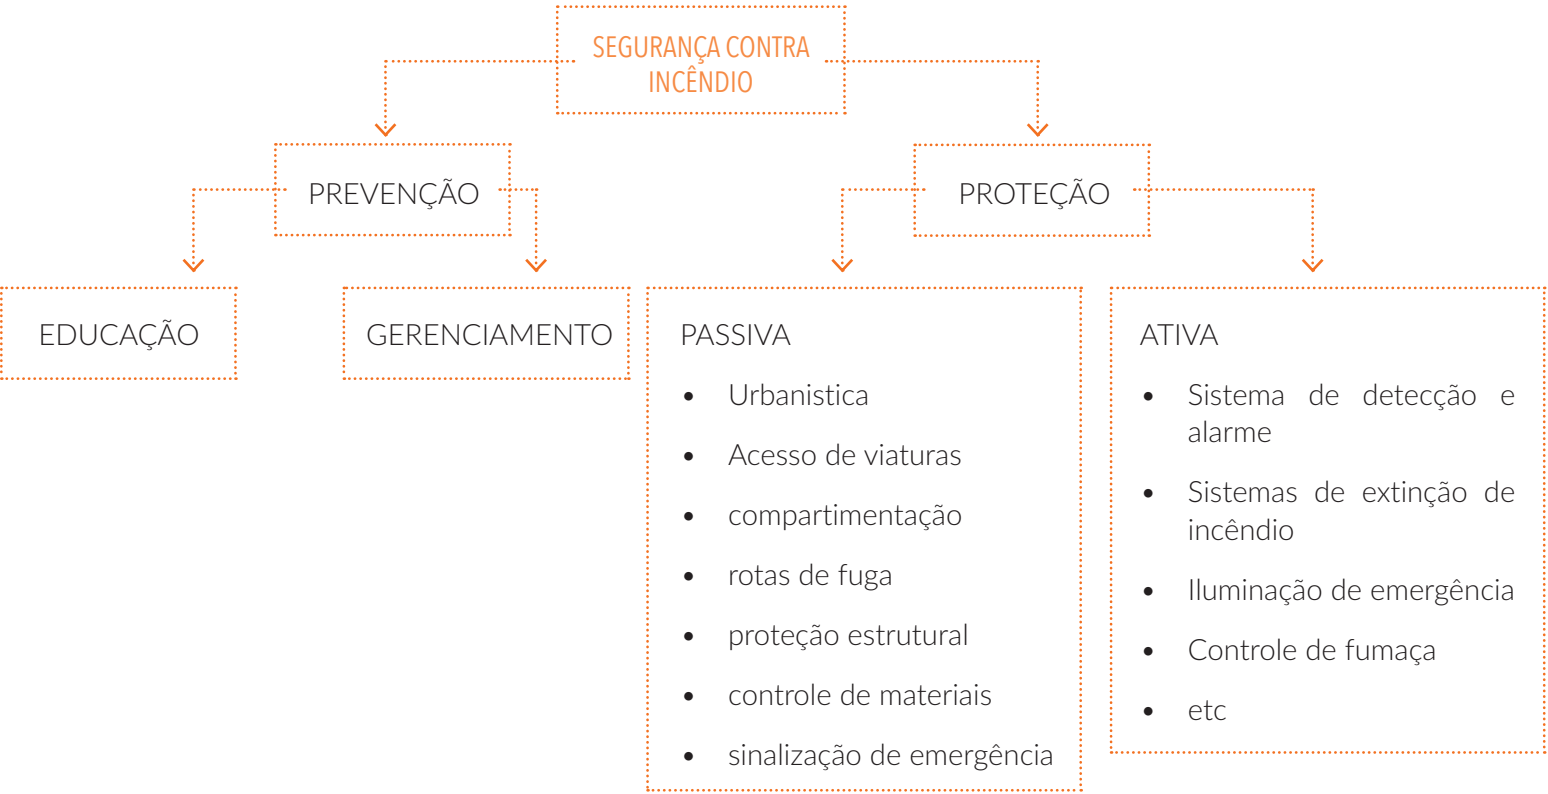 SEGURANÇA CONTRA
INCÊNDIO
PREVENÇÃO
PROTEÇÃO
EDUCAÇÃO
GERENCIAMENTO
PASSIVA
• Urbanistica
• Acesso de viaturas
• compartimentação
• rotas de fuga
• proteção estrutural
• controle de materiais
• sinalização de emergência
ATIVA
• Sistema de detecção e
alarme
• Sistemas de extinção de
incêndio
• Iluminação de emergência
• Controle de fumaça
• etc